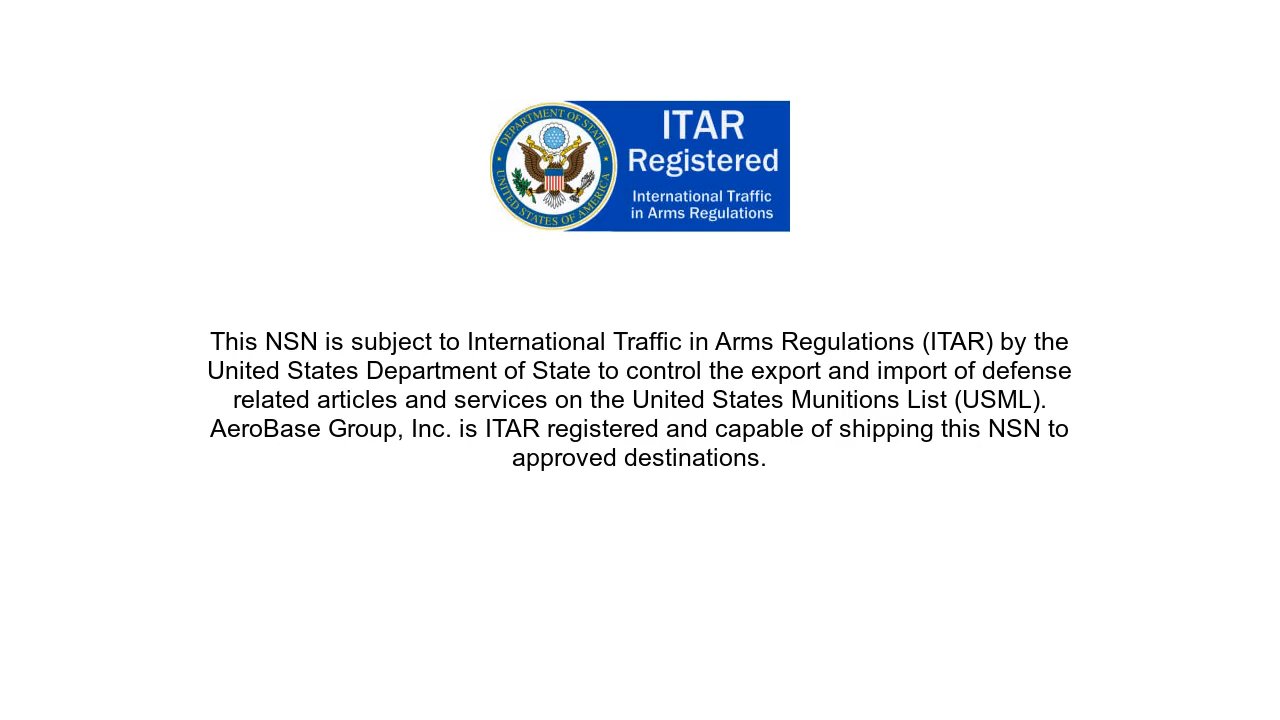 DEPARTMENT OF STATE
UNITED STATES OF AMERICA
ITAR
Registered
International Traffic
in Arms Regulations
This NSN is subject to International Traffic in Arms Regulations (ITAR) by the
United States Department of State to control the export and import of defense
related articles and services on the United States Munitions List (USML).
AeroBase Group, Inc. is ITAR registered and capable of shipping this NSN to
approved destinations.